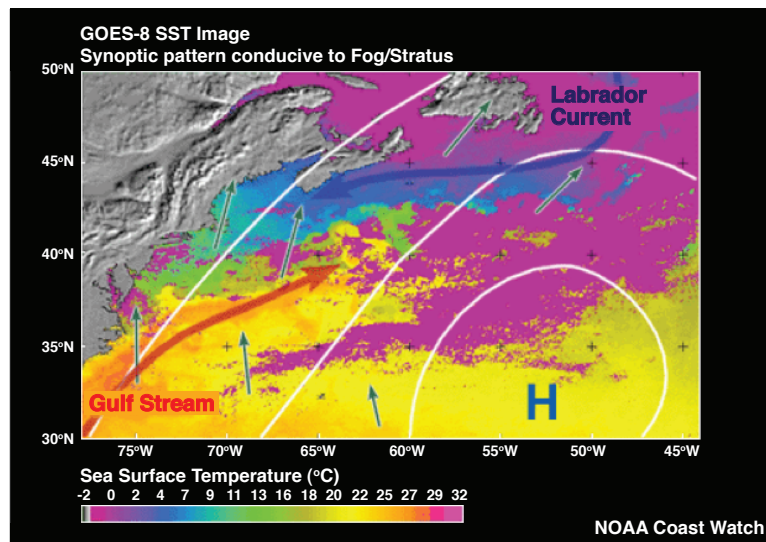 GOES-8 SST Image
Synoptic pattern conducive to Fog/Stratus
50°N
Labrador
Current
45°N
40°N
35°N
Gulf Stream
H
30°N
75°W 70°W 65°W 60°W 55°W 50°W 45°W
Sea Surface Temperature (°C)
-2 0 2 4 7 9 11 13 16 18 20 22 25 27 29 32
NOAA Coast Watch